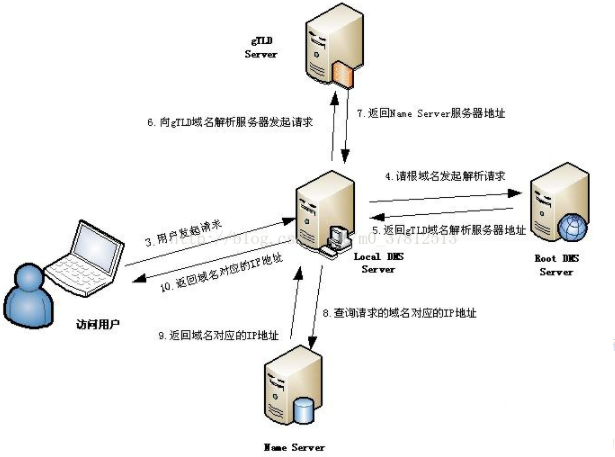 gTLD
Server
6.向gTLD域名解析服务器发起请求
7.返回Name Server服务器地址
4.请根域名发起解析请求
3.用户发起请求
5.返回gTLD域名解析服务器地址
Local DNS
Server
Root DNS
Server
10.返回域名对应的IP地址
访问用户
8.查询请求的域名对应的IP地址
9.返回域名对应的IP地址
Name Server